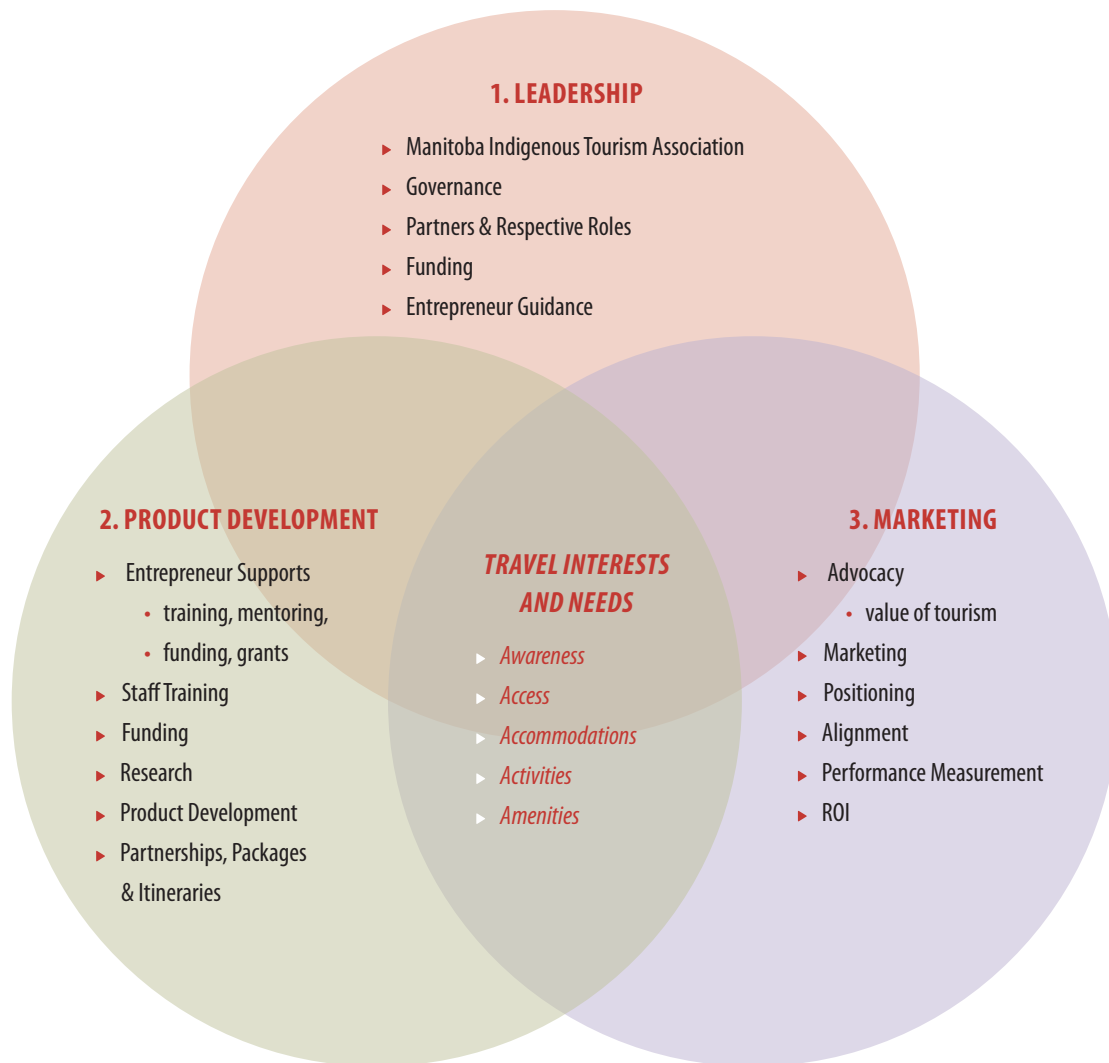 1. LEADERSHIP
Manitoba Indigenous Tourism Association
Governance
Partners & Respective Roles
Funding
Entrepreneur Guidance
2. PRODUCT DEVELOPMENT
Entrepreneur Supports
training, mentoring,
funding, grants
Staff Training
Funding
Research
Product Development
Partnerships, Packages
& Itineraries
TRAVEL INTERESTS
AND NEEDS
Awareness
Access
Accommodations
Activities
Amenities
3. MARKETING
Advocacy
value of tourism
Marketing
Positioning
Alignment
Performance Measurement
ROI